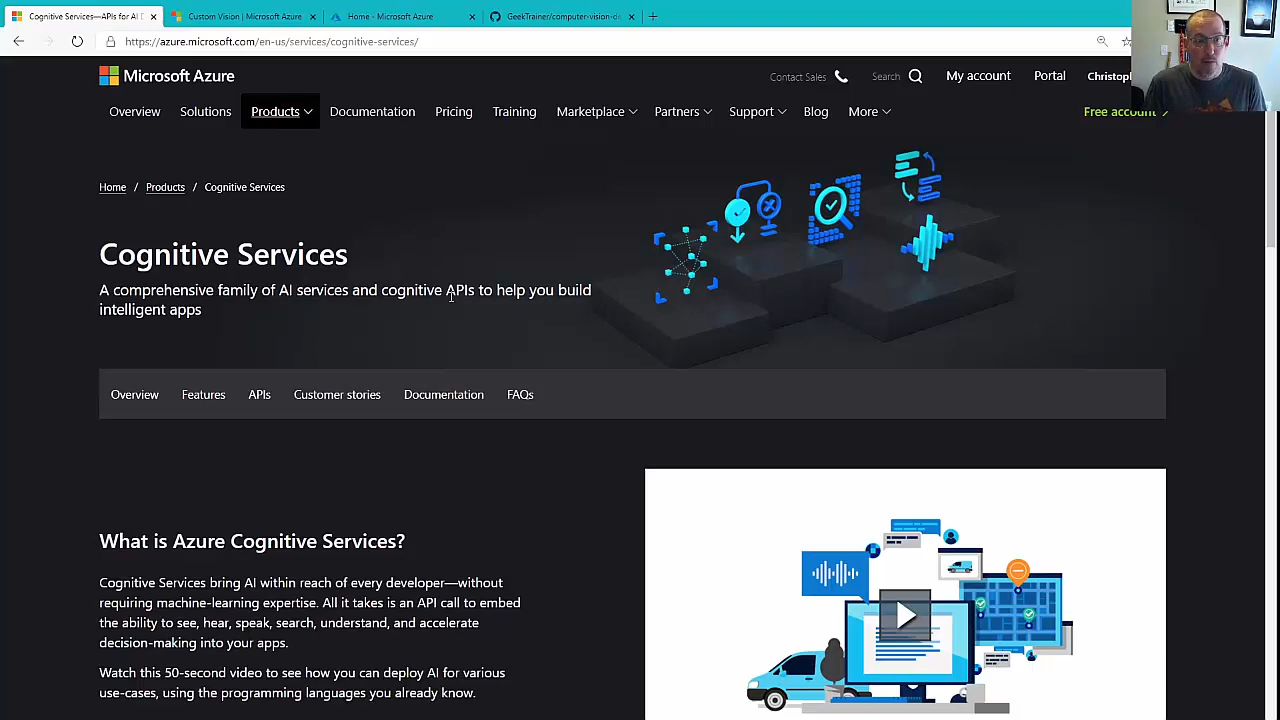 Cognitive Services—APIs for AI D
Custom Vision | Microsoft Azure
Home - Microsoft Azure
GeekTrainer/computer-vision-de
https://azure.microsoft.com/en-us/services/cognitive-services/
Microsoft Azure
Contact Sales
Search
My account
Portal
Christoph
Overview
Solutions
Products
Documentation
Pricing
Training
Marketplace
Partners
Support
Blog
More
Free account
Home / Products / Cognitive Services
Cognitive Services
A comprehensive family of AI services and cognitive APIs to help you build
intelligent apps
Overview
Features
APIs
Customer stories
Documentation
FAQs
What is Azure Cognitive Services?
Cognitive Services bring AI within reach of every developer—without
requiring machine-learning expertise. All it takes is an API call to embed
the ability to see, hear, speak, search, understand, and accelerate
decision-making into your apps.
Watch this 50-second video to see how you can deploy AI for various
use-cases, using the programming languages you already know.